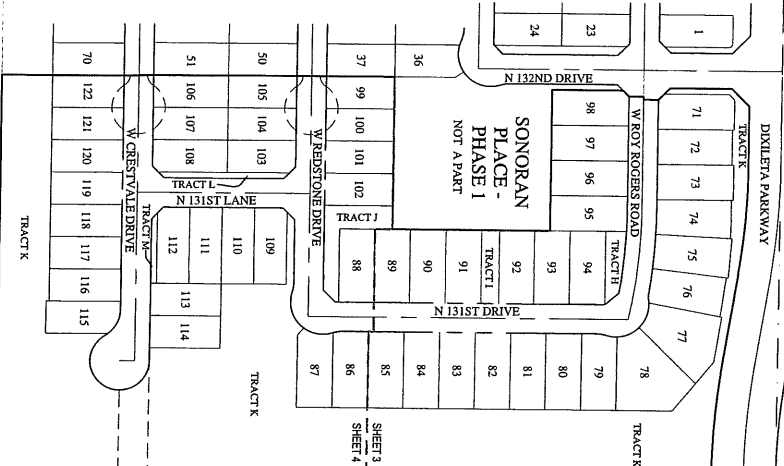 24
23
1
70
51
50
37
36
N 132ND DRIVE
122
106
105
99
98
71
TRACT K
DIXILETA PARKWAY
121
107
104
100
97
72
120
108
103
101
96
73
119
102
95
74
SONORAN
PLACE -
PHASE 1
NOT A PART
W ROY ROGERS ROAD
W CRESTVALE DRIVE
W REDSTONE DRIVE
TRACT L
N 131ST LANE
TRACT J
TRACT K
118
TRACT M
112
111
110
109
117
88
89
90
91
TRACT I
92
93
94
TRACT H
75
116
113
76
115
114
N 131ST DRIVE
77
87
86
85
84
83
82
81
80
79
78
TRACT K
TRACT K
SHEET 3
SHEET 4